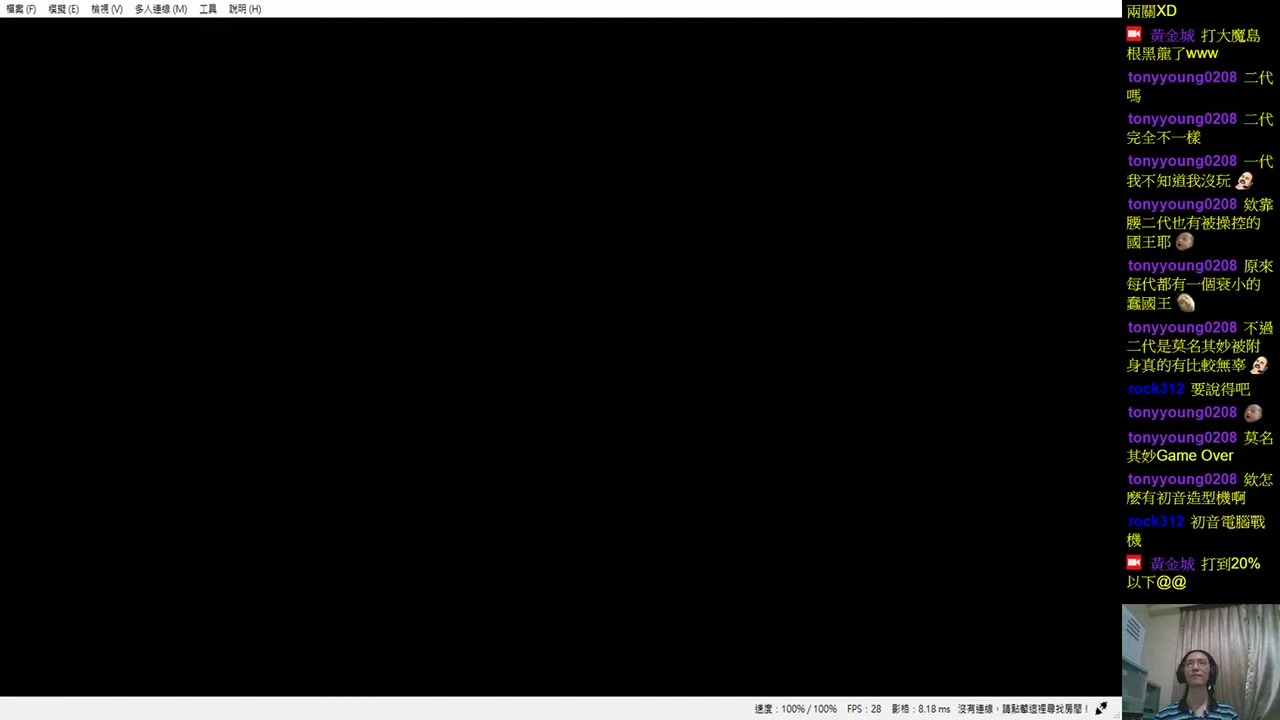 檔案(F) 模擬(E) 檢視(V) 多人連線(M) 工具 說明(H)
兩關XD
黃金城 打大魔島
根黑龍了www
tonyyoung0208 二代
嗎
tonyyoung0208 二代
完全不一樣
tonyyoung0208 一代
我不知道我沒玩
tonyyoung0208 欸靠
腰二代也有被操控的
國王耶
tonyyoung0208 原來
每代都有一個衰小的
蠢國王
tonyyoung0208 不過
二代是莫名其妙被附
身真的有比較無辜
rock312 要說得吧
tonyyoung0208
tonyyoung0208 莫名
其妙Game Over
tonyyoung0208 欸怎
麼有初音造型機啊
rock312 初音電腦戰
機
黃金城 打到20%
以下@@
速度：100% / 100% FPS：28 影格：8.18 ms 沒有連線。請點擊這裡尋找房間！